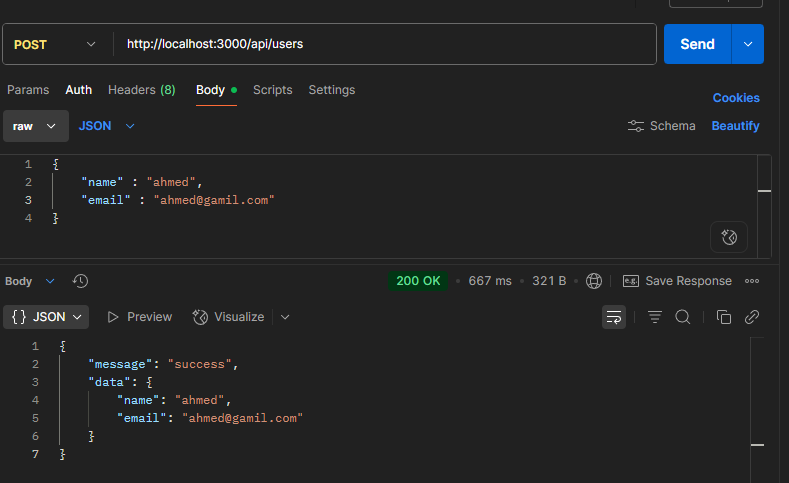 POST http://localhost:3000/api/users Send
Params Auth Headers (8) Body Scripts Settings Cookies
raw JSON Schema Beautify
1 {
2 "name" : "ahmed",
3 "email" : "ahmed@gamil.com"
4 }
Body 200 OK 667 ms 321 B e.g. Save Response
{} JSON Preview Visualize
1 {
2 "message": "success",
3 "data": {
4 "name": "ahmed",
5 "email": "ahmed@gamil.com"
6 }
7 }